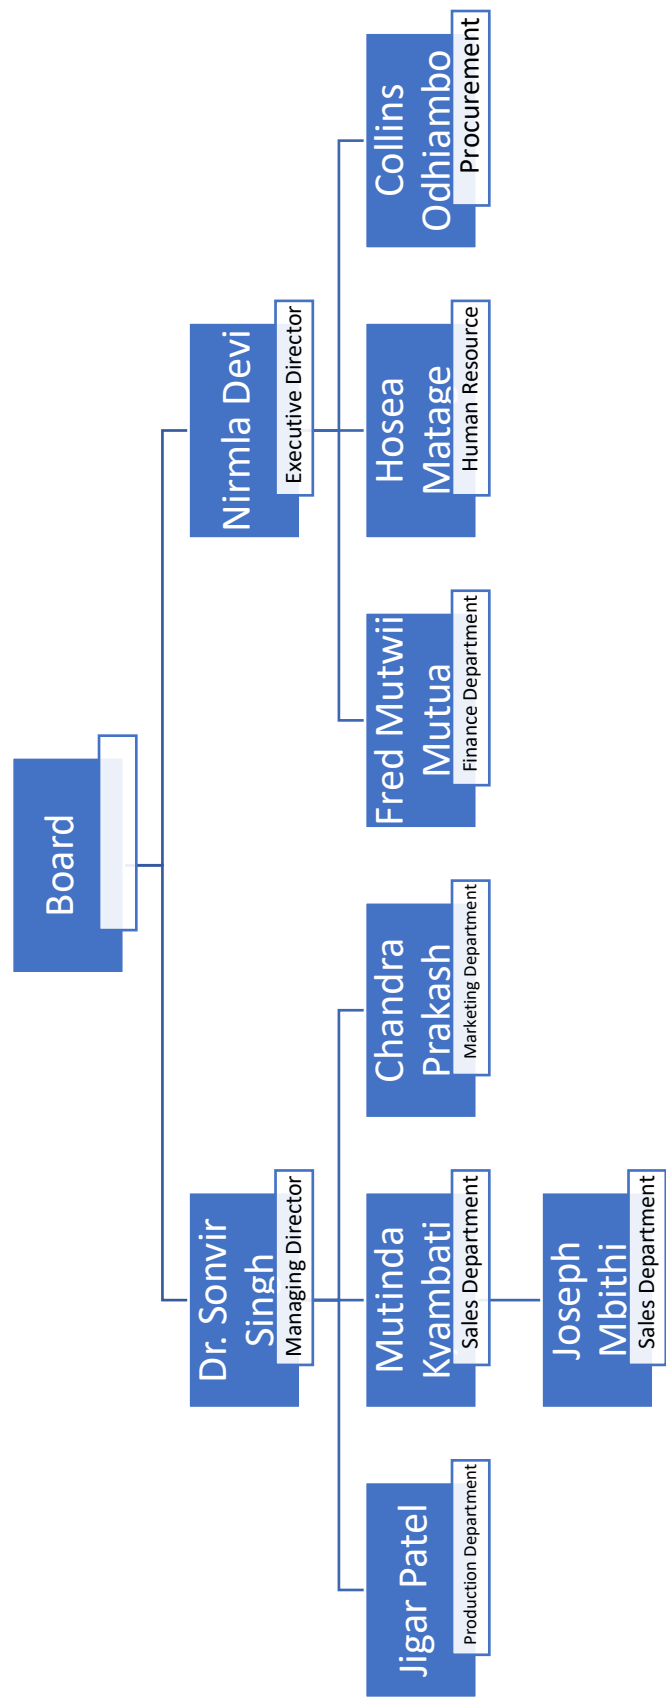 Board
Dr. Sonvir
Singh
Managing Director
Nirmla Devi
Executive Director
Jigar Patel
Production Department
Mutinda
Kyambati
Sales Department
Chandra
Prakash
Marketing Department
Fred Mutwii
Mutua
Finance Department
Hosea
Matage
Human Resource
Collins
Odhiambo
Procurement
Joseph
Mbithi
Sales Department